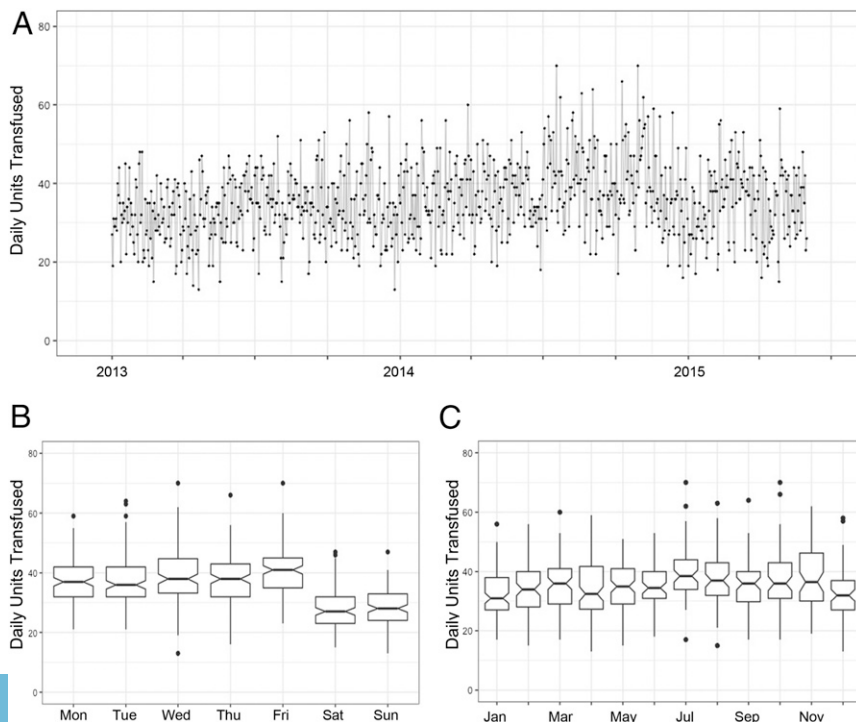 A
Daily Units Transfused
80
60
40
20
0
2013 2014 2015
B
Daily Units Transfused
80
60
40
20
0
Mon Tue Wed Thu Fri Sat Sun
C
Daily Units Transfused
80
60
40
20
0
Jan Mar May Jul Sep Nov